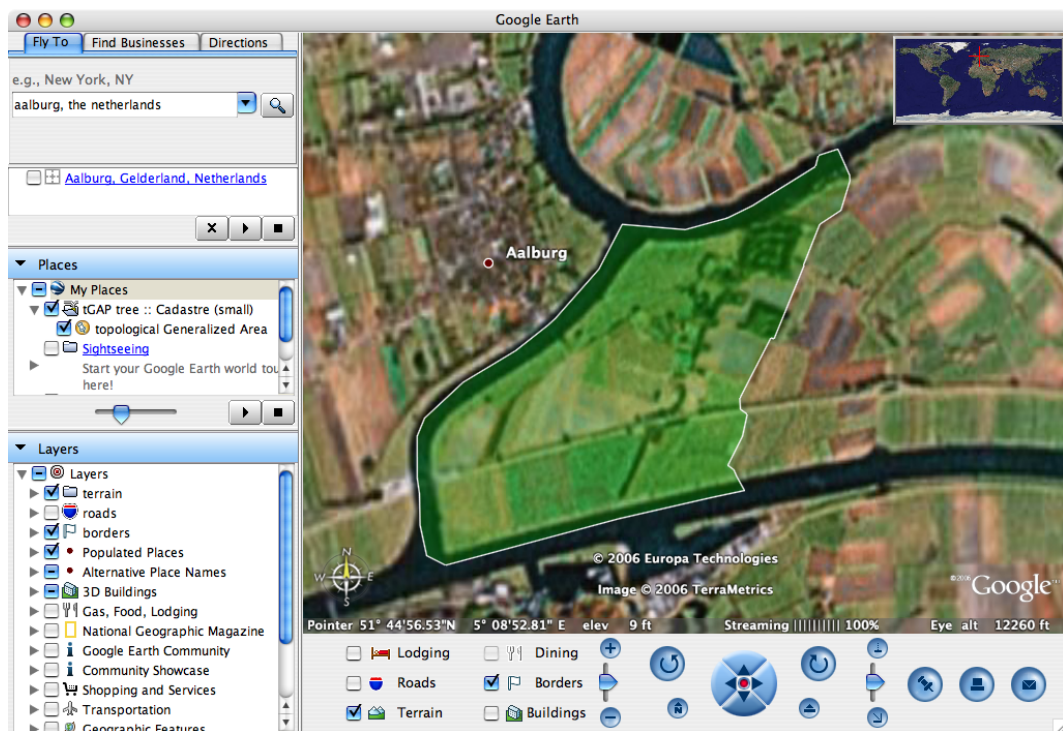 Google Earth
Fly To
Find Businesses
Directions
e.g., New York, NY
aalburg, the netherlands
Aalburg, Gelderland, Netherlands
Places
My Places
tGAP tree :: Cadastre (small)
topological Generalized Area
Sightseeing
Start your Google Earth world tou
here!
Layers
Layers
terrain
roads
borders
Populated Places
Alternative Place Names
3D Buildings
Gas, Food, Lodging
National Geographic Magazine
Google Earth Community
Community Showcase
Shopping and Services
Transportation
Geographic Features
Aalburg
N
W E
S
© 2006 Europa Technologies
Image © 2006 TerraMetrics
©2006 Google™
Pointer 51° 44'56.53"N 5° 08'52.81" E elev 9 ft Streaming |||||||||| 100% Eye alt 12260 ft
Lodging
Dining
Roads
Borders
Terrain
Buildings
N